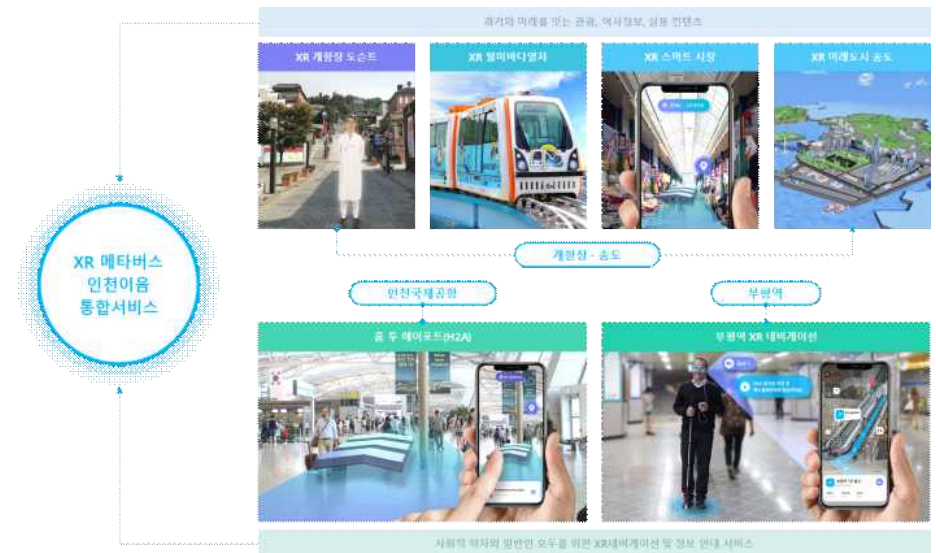 과거와 미래를 잇는 관광, 역사정보, 실용 컨텐츠
XR 개항장 도슨트
XR 월미바다열차
XR 스마트 시장
XR 미래도시 송도
XR 메타버스
인천이음
통합서비스
개항장 - 송도
인천국제공항
부평역
홈 투 에어포트(H2A)
부평역 XR 내비게이션
사회적 약자와 일반인 모두를 위한 XR내비게이션 및 정보 안내 서비스